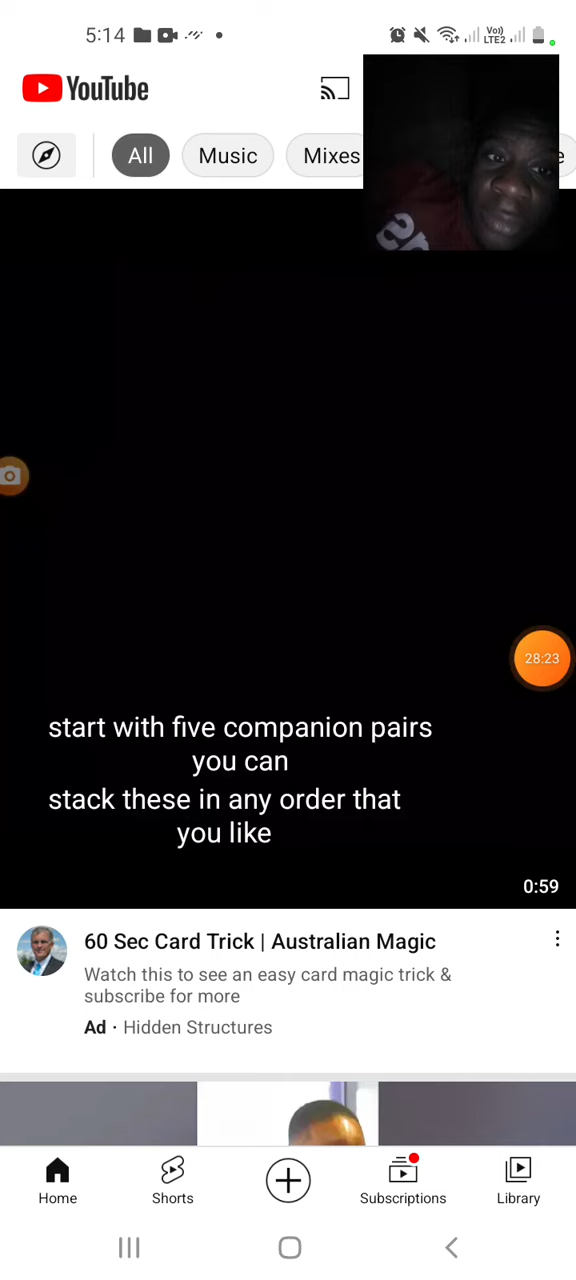 5:14
Vo))
LTE2
YouTube
All
Music
Mixes
e
28:23
start with five companion pairs
you can
stack these in any order that
you like
0:59
60 Sec Card Trick | Australian Magic
Watch this to see an easy card magic trick &
subscribe for more
Ad · Hidden Structures
Home
Shorts
Subscriptions
Library